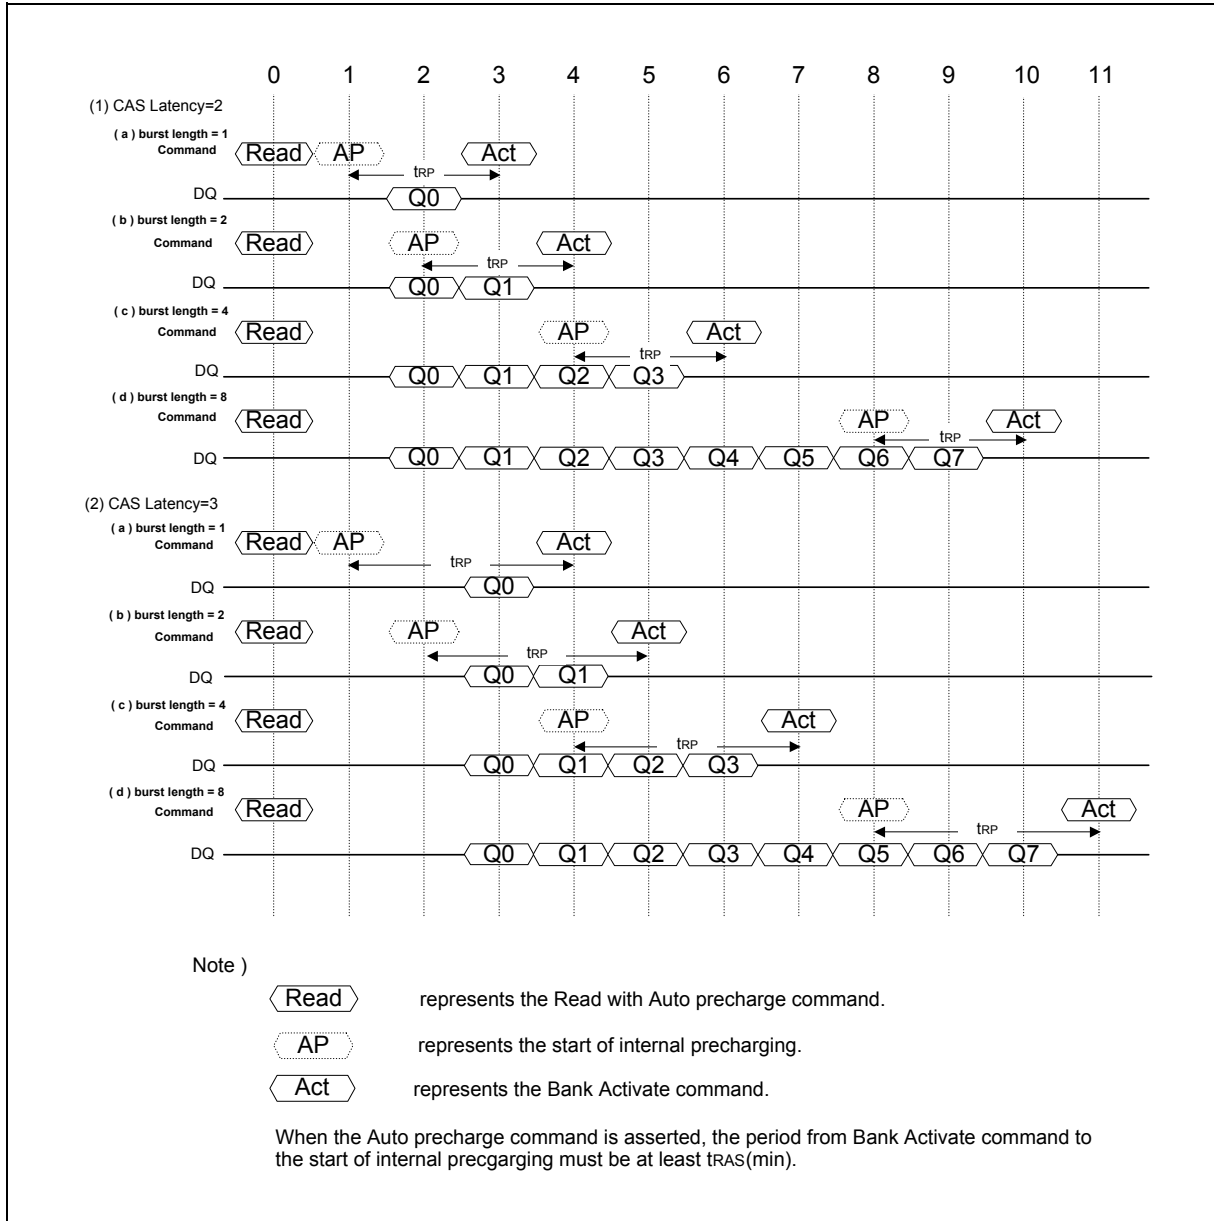 0 1 2 3 4 5 6 7 8 9 10 11
(1) CAS Latency=2
( a ) burst length = 1
Command Read AP Act
tRP
DQ Q0
( b ) burst length = 2
Command Read AP Act
tRP
DQ Q0 Q1
( c ) burst length = 4
Command Read AP Act
tRP
DQ Q0 Q1 Q2 Q3
( d ) burst length = 8
Command Read AP Act
tRP
DQ Q0 Q1 Q2 Q3 Q4 Q5 Q6 Q7
(2) CAS Latency=3
( a ) burst length = 1
Command Read AP Act
tRP
DQ Q0
( b ) burst length = 2
Command Read AP Act
tRP
DQ Q0 Q1
( c ) burst length = 4
Command Read AP Act
tRP
DQ Q0 Q1 Q2 Q3
( d ) burst length = 8
Command Read AP Act
tRP
DQ Q0 Q1 Q2 Q3 Q4 Q5 Q6 Q7
Note )
Read represents the Read with Auto precharge command.
AP represents the start of internal precharging.
Act represents the Bank Activate command.
When the Auto precharge command is asserted, the period from Bank Activate command to
the start of internal precgarging must be at least tRAS(min).